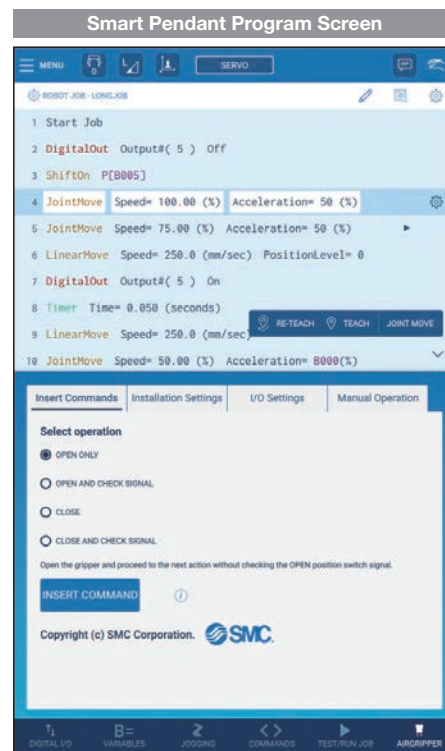 Smart Pendant Program Screen
MENU 0 SERVO
ROBOT JOB - LONGJOB
1 Start Job
2 DigitalOut Output#( 5 ) Off
3 ShiftOn P[B005]
4 JointMove Speed= 100.00 (%) Acceleration= 50 (%)
5 JointMove Speed= 75.00 (%) Acceleration= 50 (%)
6 LinearMove Speed= 250.0 (mm/sec) PositionLevel= 0
7 DigitalOut Output#( 5 ) On
8 Timer Time= 0.050 (seconds)
RE-TEACH TEACH JOINT MOVE
9 LinearMove Speed= 250.0 (mm/sec)
10 JointMove Speed= 50.00 (%) Acceleration= B000(%)
Insert Commands Installation Settings I/O Settings Manual Operation
Select operation
OPEN ONLY
OPEN AND CHECK SIGNAL
CLOSE
CLOSE AND CHECK SIGNAL
Open the gripper and proceed to the next action without checking the OPEN position switch signal.
INSERT COMMAND i
Copyright (c) SMC Corporation. SMC.
B=
DIGITAL I/O VARIABLES JOGGING COMMANDS TEST/RUN JOB AIRGRIPPER